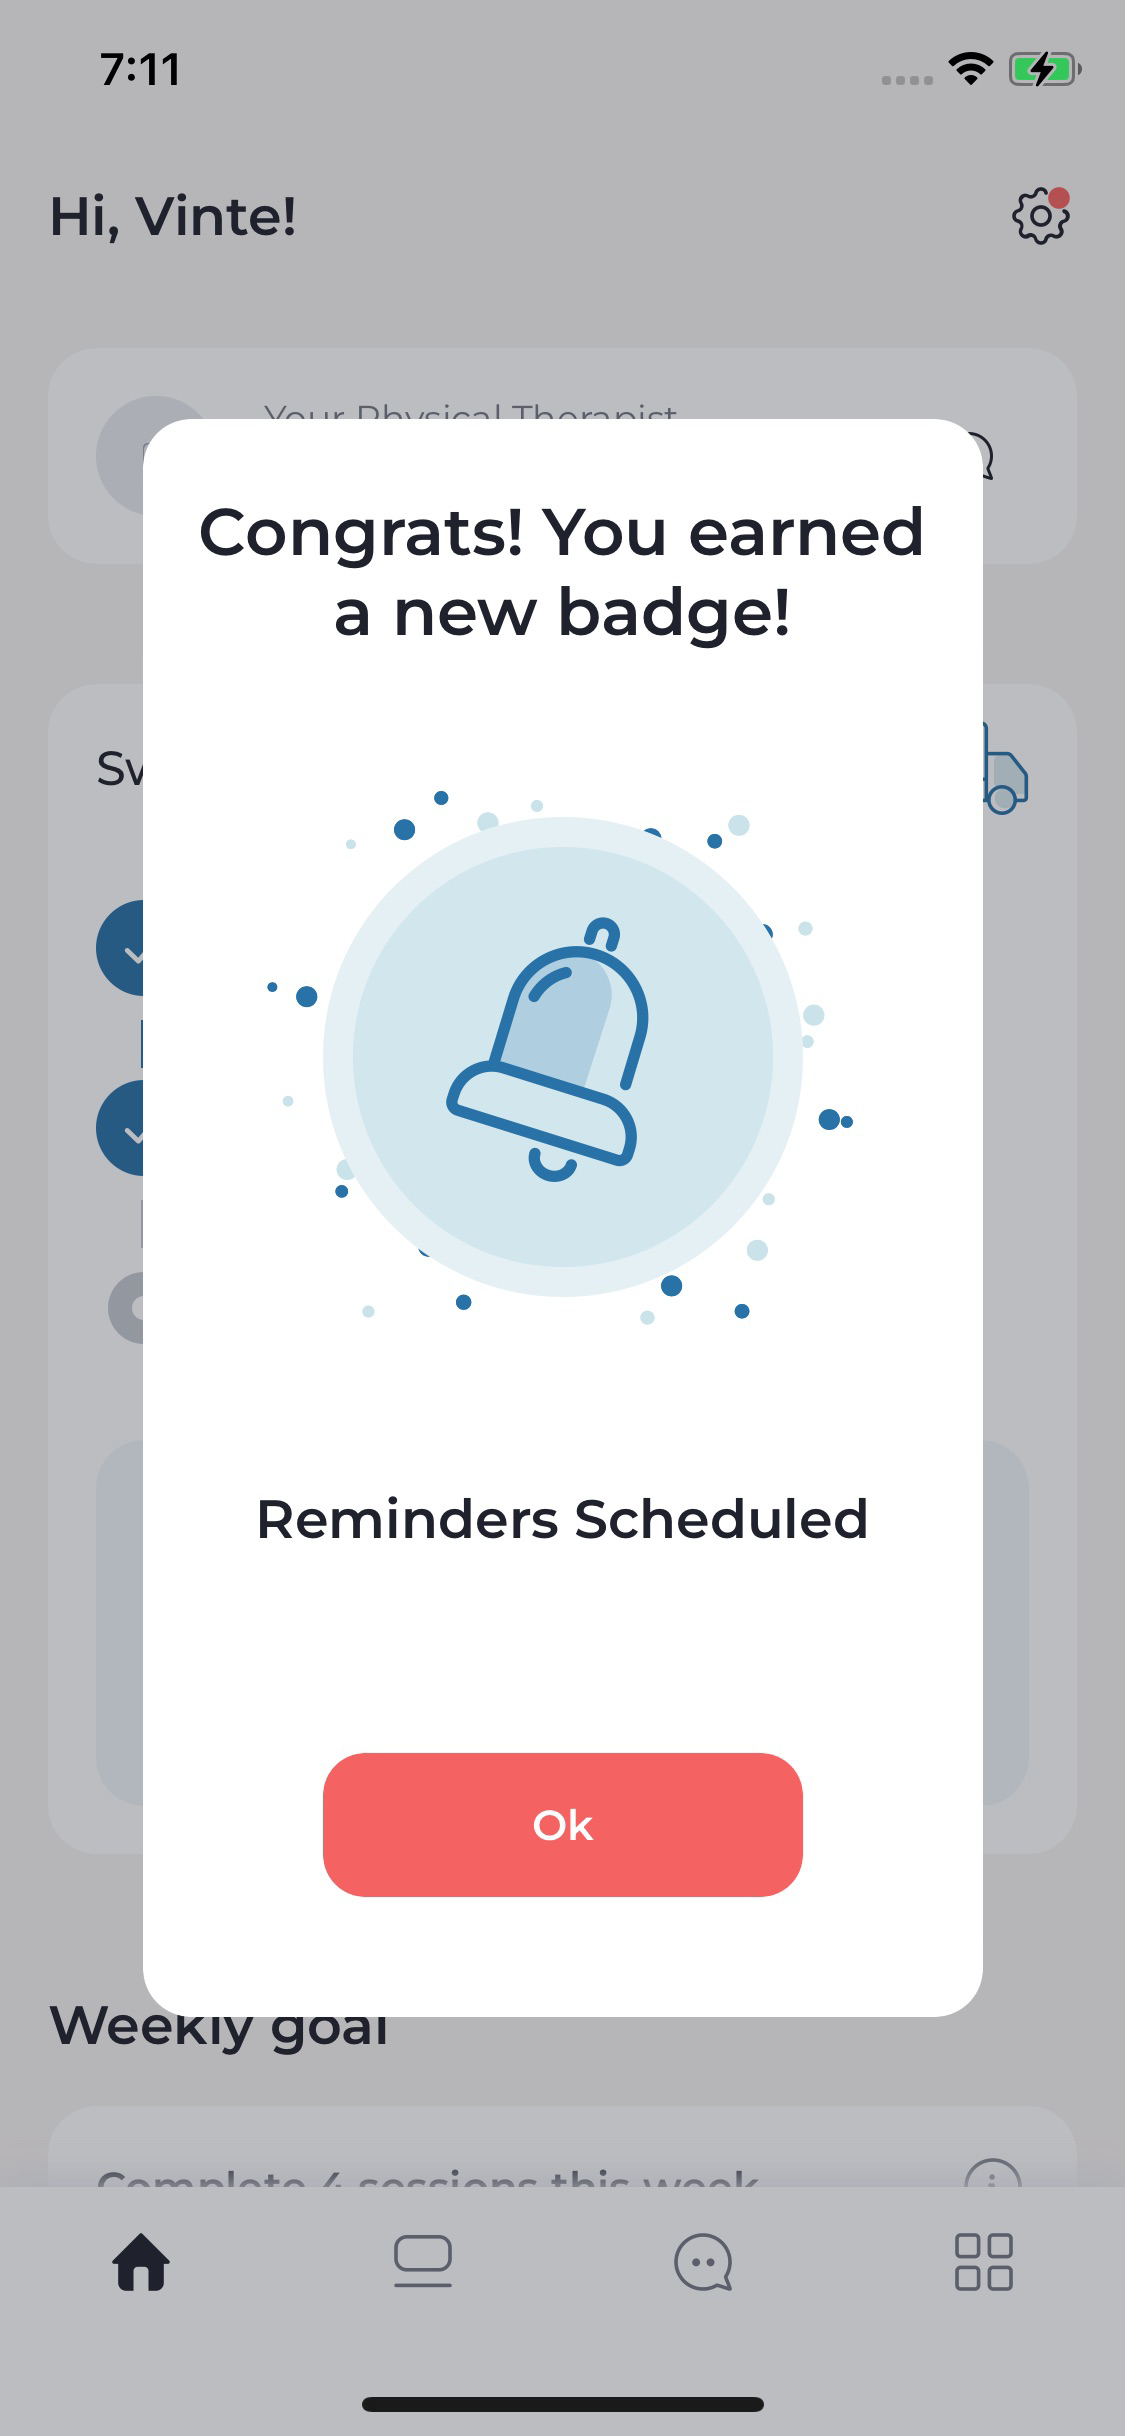 7:11
Hi, Vinte!
Your Physical Therapist
Congrats! You earned
a new badge!
Reminders Scheduled
Ok
Weekly goal
Complete 4 sessions this week